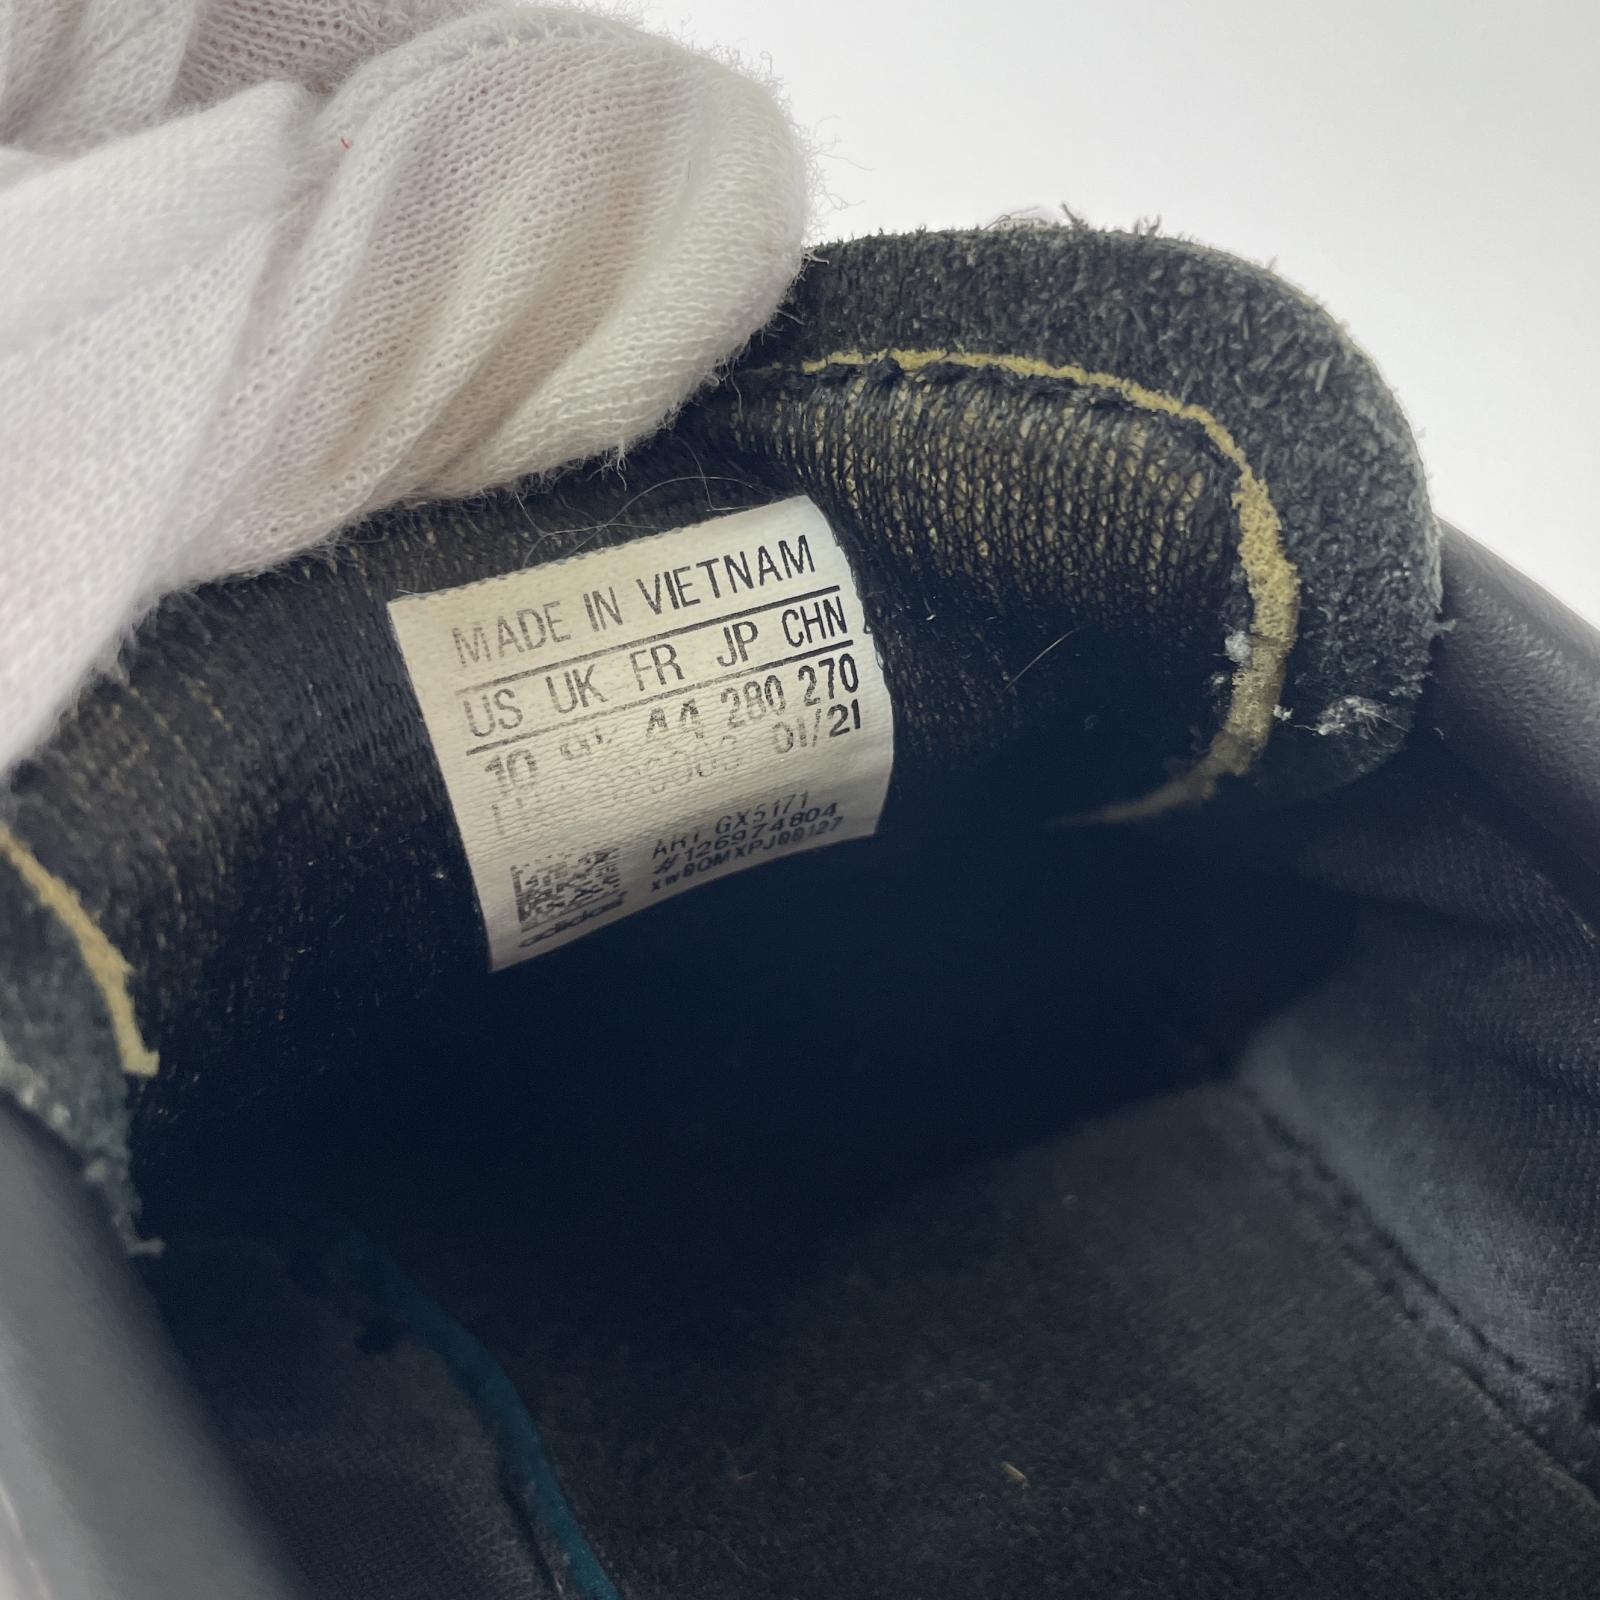 MADE IN VIETNAM
US UK FR JP CHN
10 44 280 270
01/21
ART GX5171
#126974804
adidas